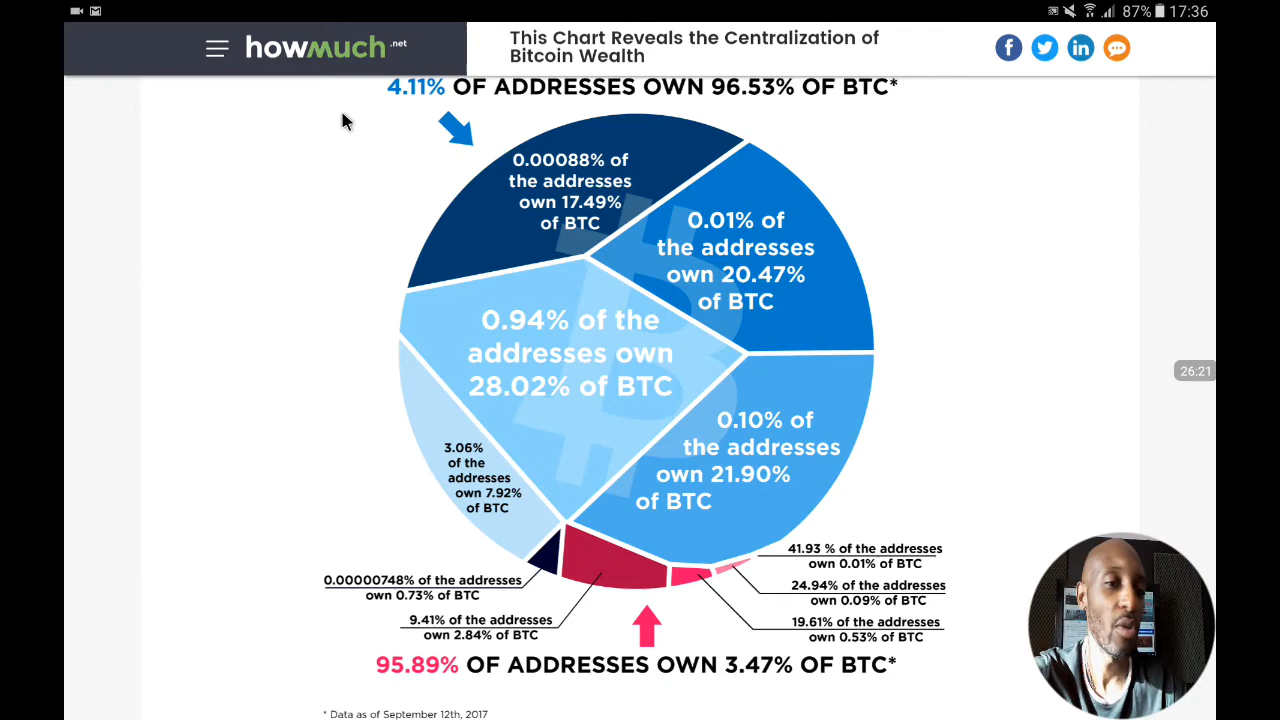 87% 17:36
howmuch.net
This Chart Reveals the Centralization of
Bitcoin Wealth
4.11% OF ADDRESSES OWN 96.53% OF BTC*
0.00088% of
the addresses
own 17.49%
of BTC
0.01% of
the addresses
own 20.47%
of BTC
0.94% of the
addresses own
28.02% of BTC
26:21
0.10% of
the addresses
own 21.90%
of BTC
3.06%
of the
addresses
own 7.92%
of BTC
41.93 % of the addresses
own 0.01% of BTC
24.94% of the addresses
own 0.09% of BTC
19.61% of the addresses
own 0.53% of BTC
0.00000748% of the addresses
own 0.73% of BTC
9.41% of the addresses
own 2.84% of BTC
95.89% OF ADDRESSES OWN 3.47% OF BTC*
* Data as of September 12th, 2017